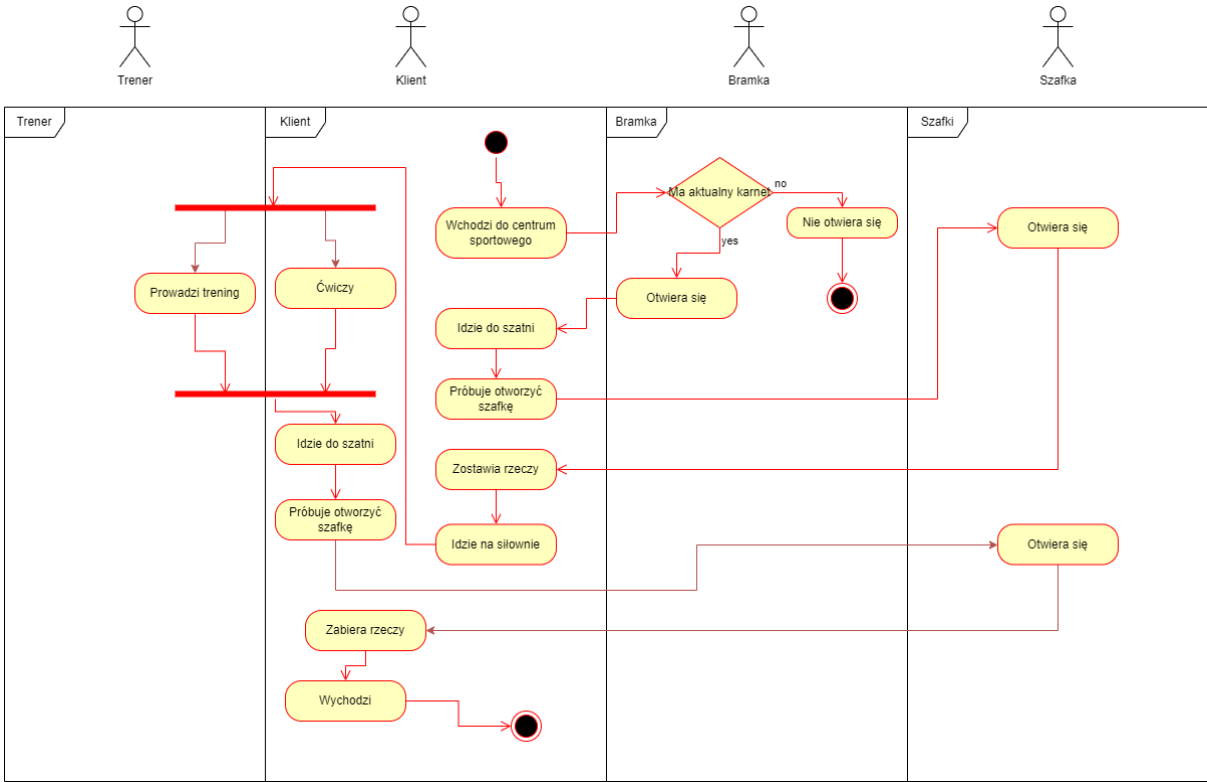 Trener
Klient
Bramka
Szafka
Trener
Klient
Bramka
Szafki
Ma aktualny karnet
no
yes
Wchodzi do centrum
sportowego
Nie otwiera się
Otwiera się
Prowadzi trening
Ćwiczy
Otwiera się
Idzie do szatni
Próbuje otworzyć
szafkę
Idzie do szatni
Zostawia rzeczy
Próbuje otworzyć
szafkę
Idzie na siłownie
Otwiera się
Zabiera rzeczy
Wychodzi